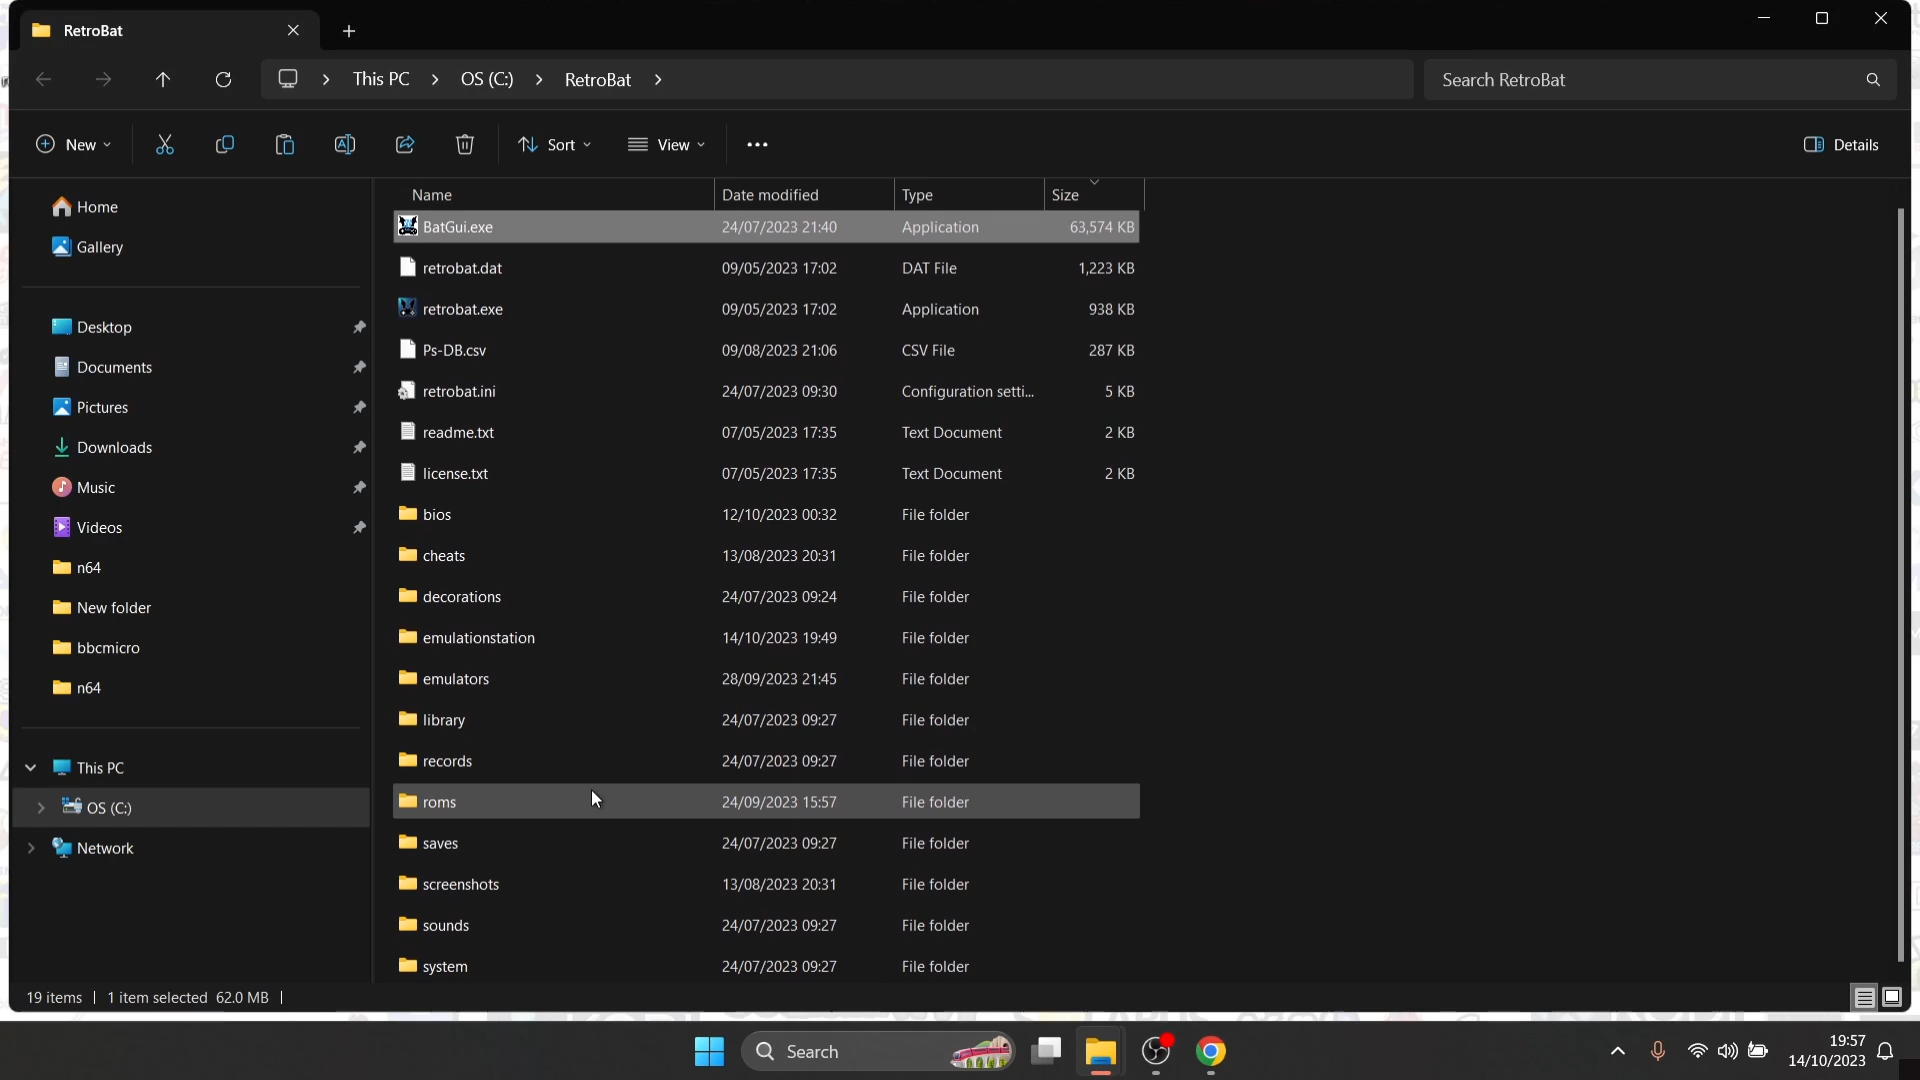 RetroBat
This PC
OS (C:)
RetroBat
Search RetroBat
New
Sort
View
Details
Home
Gallery
Desktop
Documents
Pictures
Downloads
Music
Videos
n64
New folder
bbcmicro
n64
This PC
OS (C:)
Network
Name Date modified Type Size
BatGui.exe 24/07/2023 21:40 Application 63,574 KB
retrobat.dat 09/05/2023 17:02 DAT File 1,223 KB
retrobat.exe 09/05/2023 17:02 Application 938 KB
Ps-DB.csv 09/08/2023 21:06 CSV File 287 KB
retrobat.ini 24/07/2023 09:30 Configuration setti... 5 KB
readme.txt 07/05/2023 17:35 Text Document 2 KB
license.txt 07/05/2023 17:35 Text Document 2 KB
bios 12/10/2023 00:32 File folder
cheats 13/08/2023 20:31 File folder
decorations 24/07/2023 09:24 File folder
emulationstation 14/10/2023 19:49 File folder
emulators 28/09/2023 21:45 File folder
library 24/07/2023 09:27 File folder
records 24/07/2023 09:27 File folder
roms 24/09/2023 15:57 File folder
saves 24/07/2023 09:27 File folder
screenshots 13/08/2023 20:31 File folder
sounds 24/07/2023 09:27 File folder
system 24/07/2023 09:27 File folder
19 items 1 item selected 62.0 MB
Search
19:57
14/10/2023